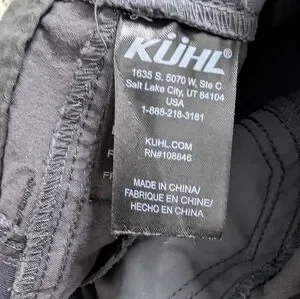 KÜHL®
1635 S. 5070 W, Ste C
Salt Lake City, UT 84104
USA
1-888-218-3181
KUHL.COM
RN#108846
MADE IN CHINA/
FABRIQUE EN CHINE/
HECHO EN CHINA